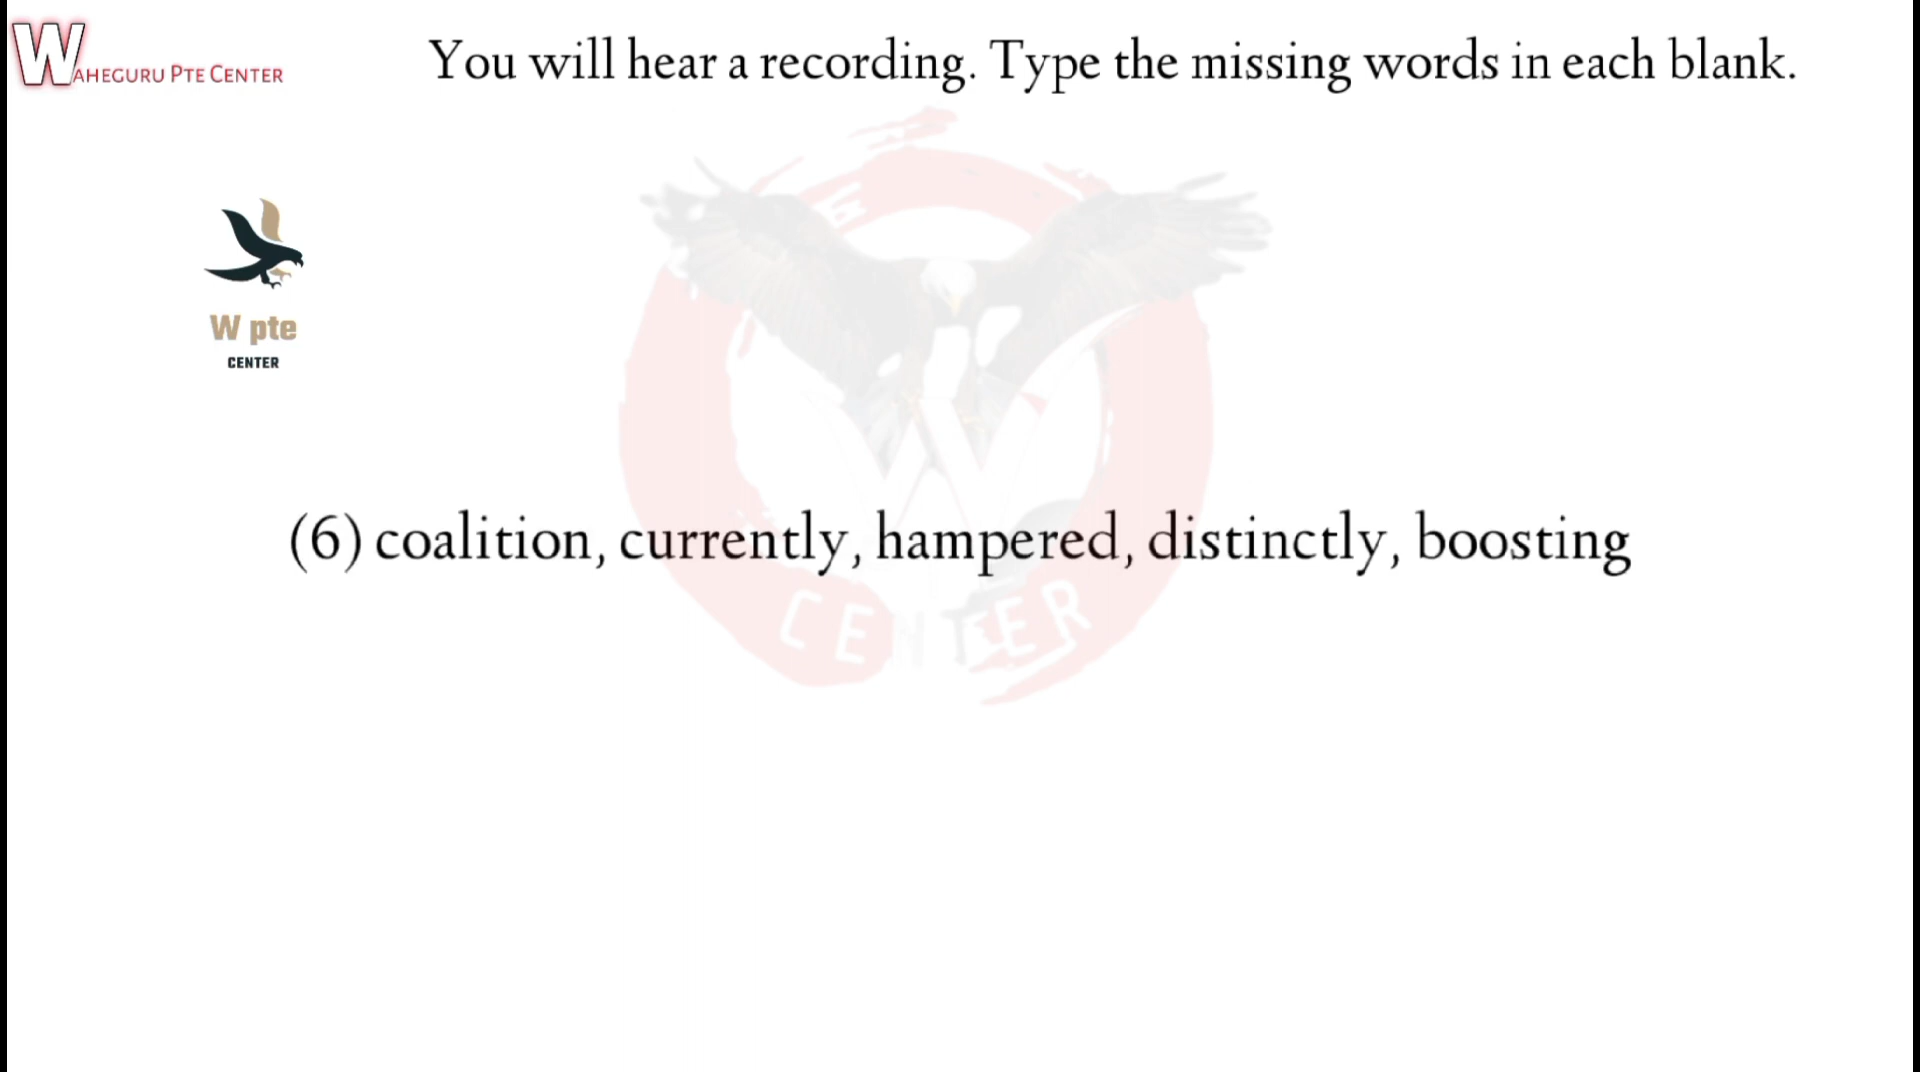 WAHEGURU PTE CENTER
You will hear a recording. Type the missing words in each blank.
W pte
CENTER
(6) coalition, currently, hampered, distinctly, boosting
CENTER